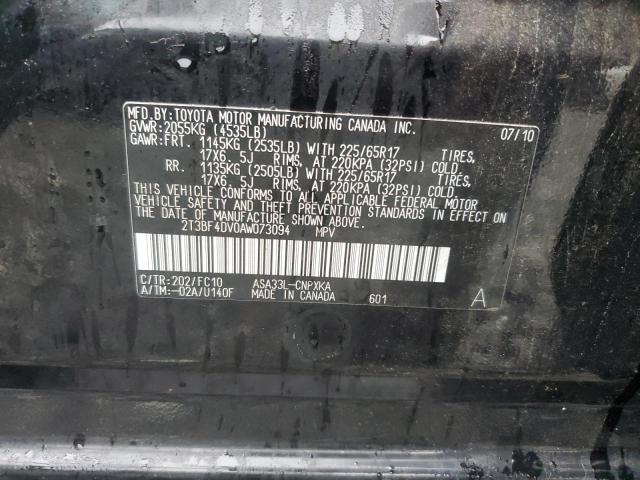 MFD.BY:TOYOTA MOTOR MANUFACTURING CANADA INC. 07/10
GVWR:2055KG (4535LB)
GAWR:FRT. 1145KG (2535LB) WITH 225/65R17 TIRES,
17X6. 5J RIMS, AT 220KPA (32PSI) COLD.
RR. 1135KG (2505LB) WITH 225/65R17 TIRES,
17X6. 5J RIMS, AT 220KPA (32PSI) COLD.
THIS VEHICLE CONFORMS TO ALL APPLICABLE FEDERAL MOTOR
VEHICLE SAFETY AND THEFT PREVENTION STANDARDS IN EFFECT
ON THE DATE OF MANUFACTURE SHOWN ABOVE.
2T3BF4DV0AW073094 MPV
C/TR:202/FC10 ASA33L-CNPXKA
A/TM:-02A/U140F MADE IN CANADA 601 A